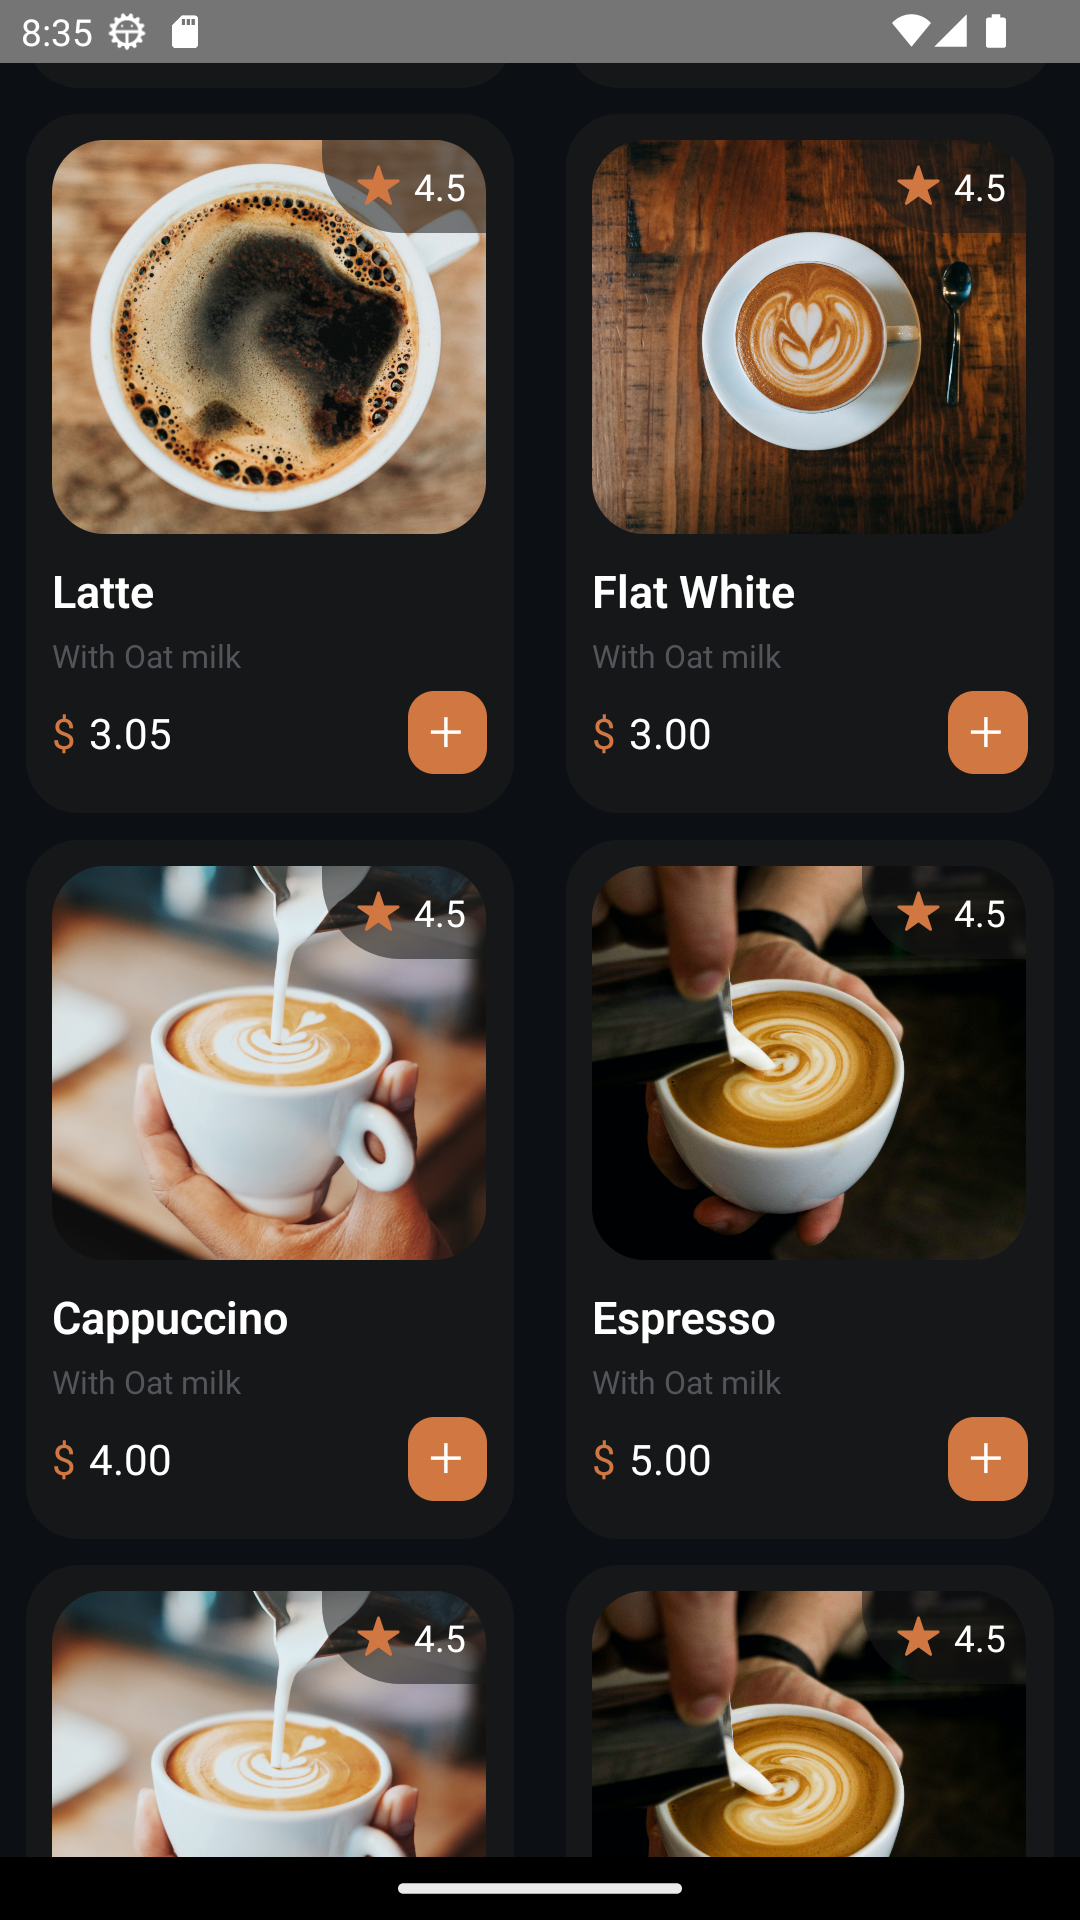 8:35
4.5
4.5
Latte
Flat White
With Oat milk
With Oat milk
$ 3.05
+
$ 3.00
+
4.5
4.5
Cappuccino
Espresso
With Oat milk
With Oat milk
$ 4.00
+
$ 5.00
+
4.5
4.5